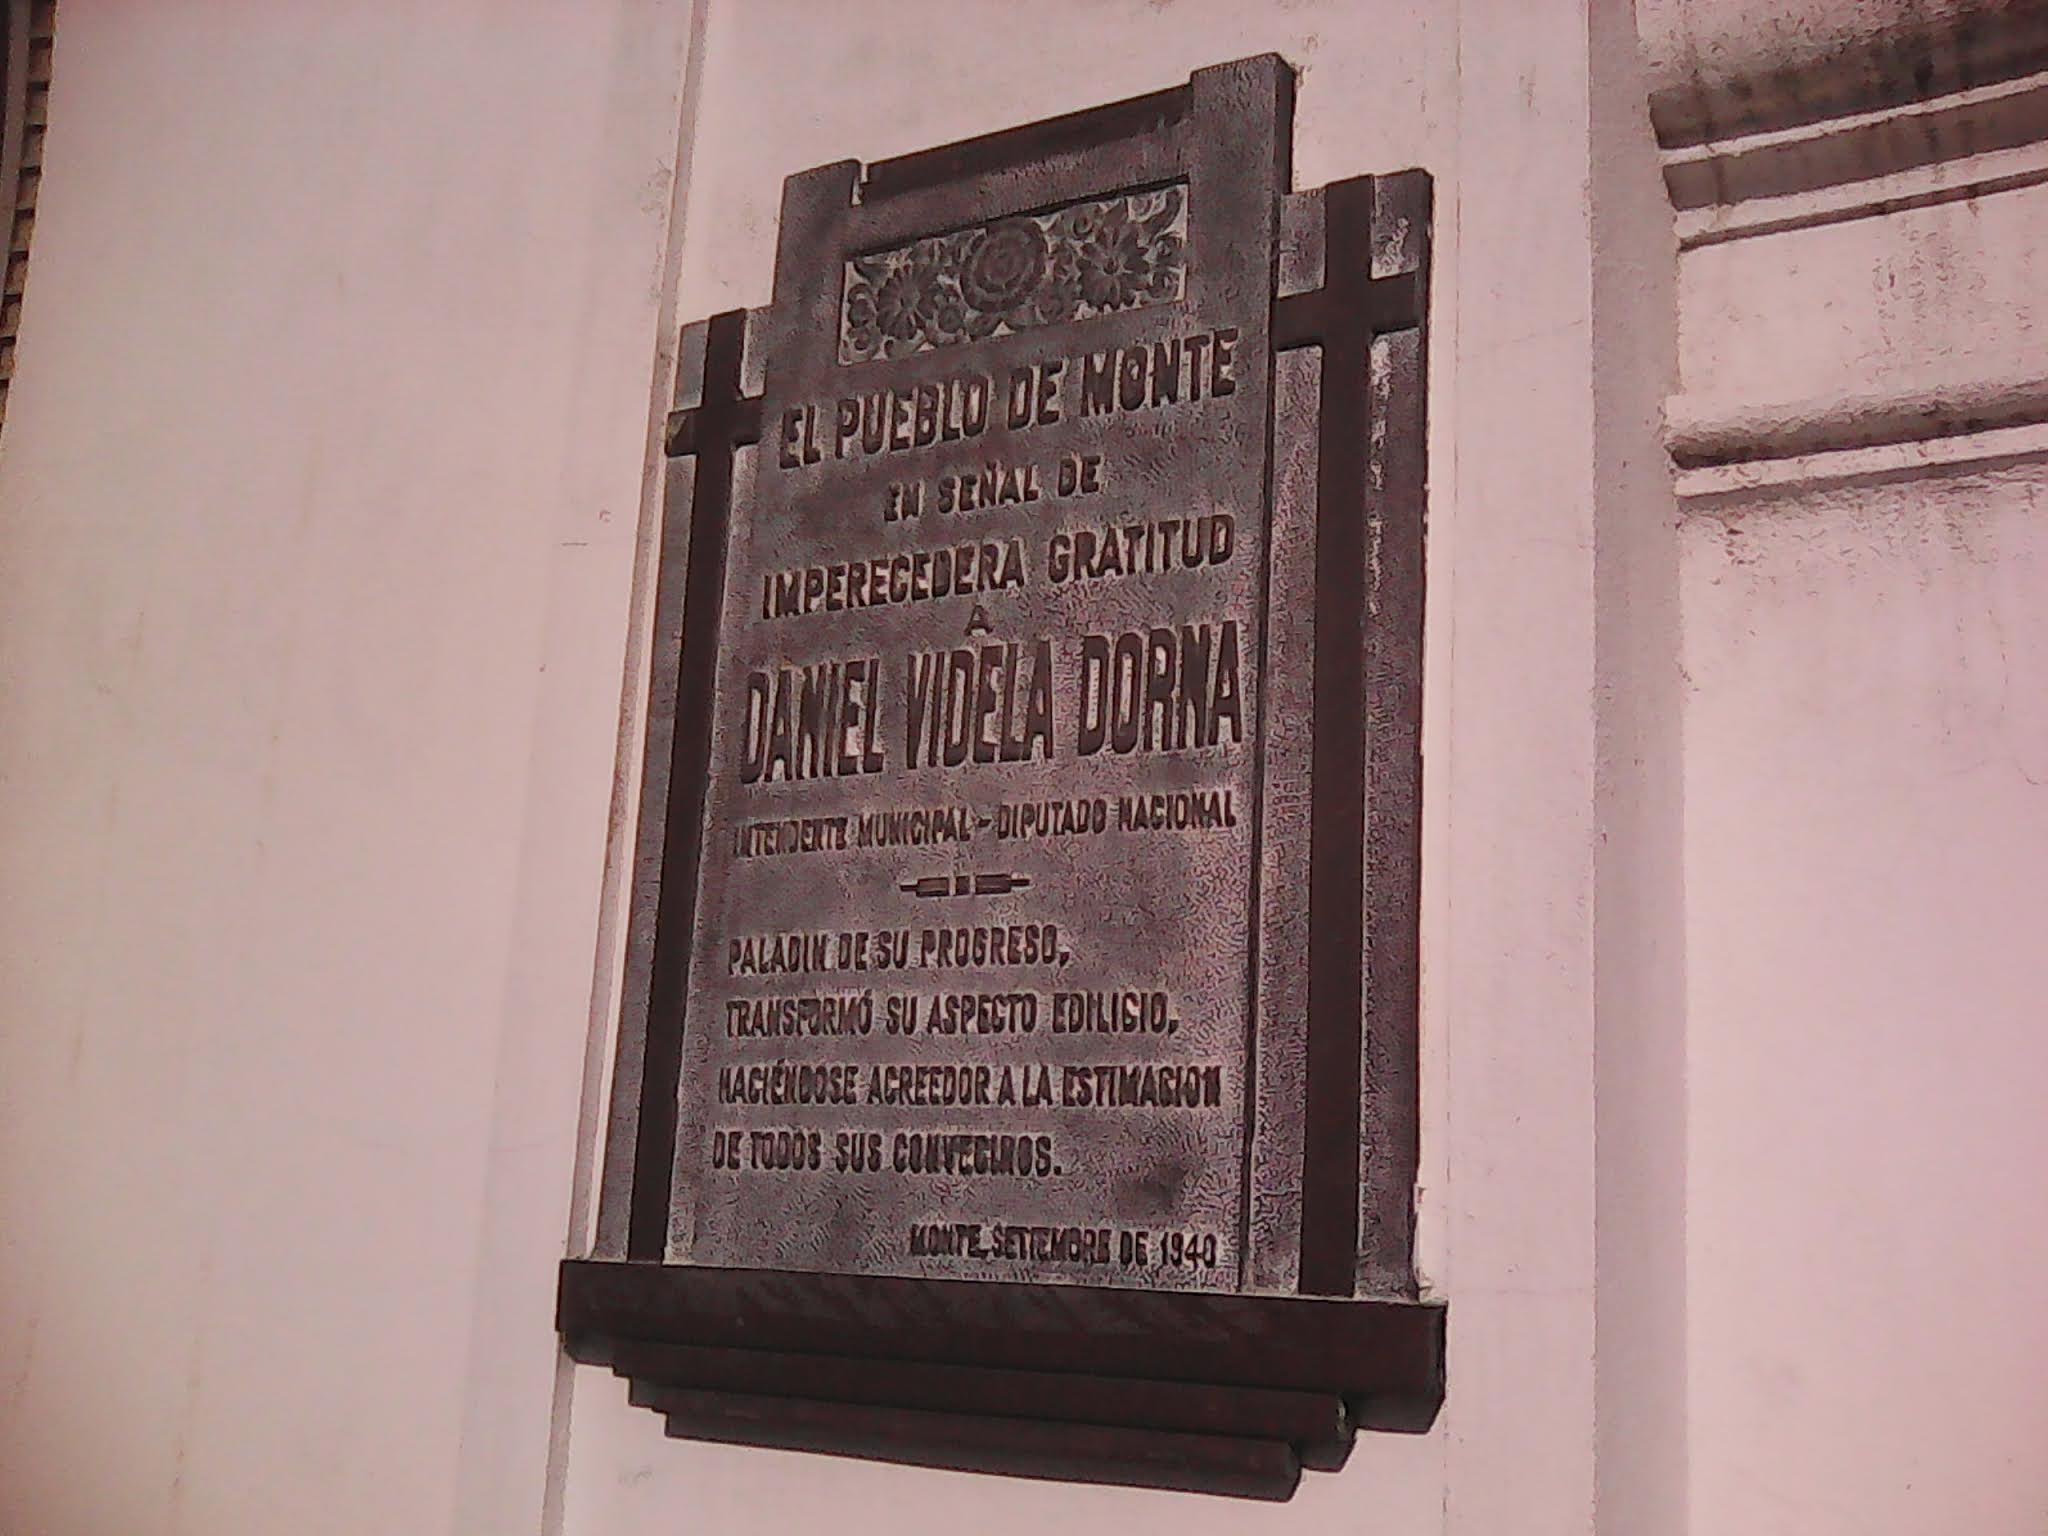 EL PUEBLO DE MONTE
EN SEÑAL DE
IMPERECEDERA GRATITUD
A
DANIEL VIDELA DORNA
INTENDENTE MUNICIPAL - DIPUTADO NACIONAL
PALADIN DE SU PROGRESO,
TRANSFORMÓ SU ASPECTO EDILICIO,
HACIÉNDOSE ACREEDOR A LA ESTIMACION
DE TODOS SUS CONVECINOS.
MONTE, SETIEMBRE DE 1940